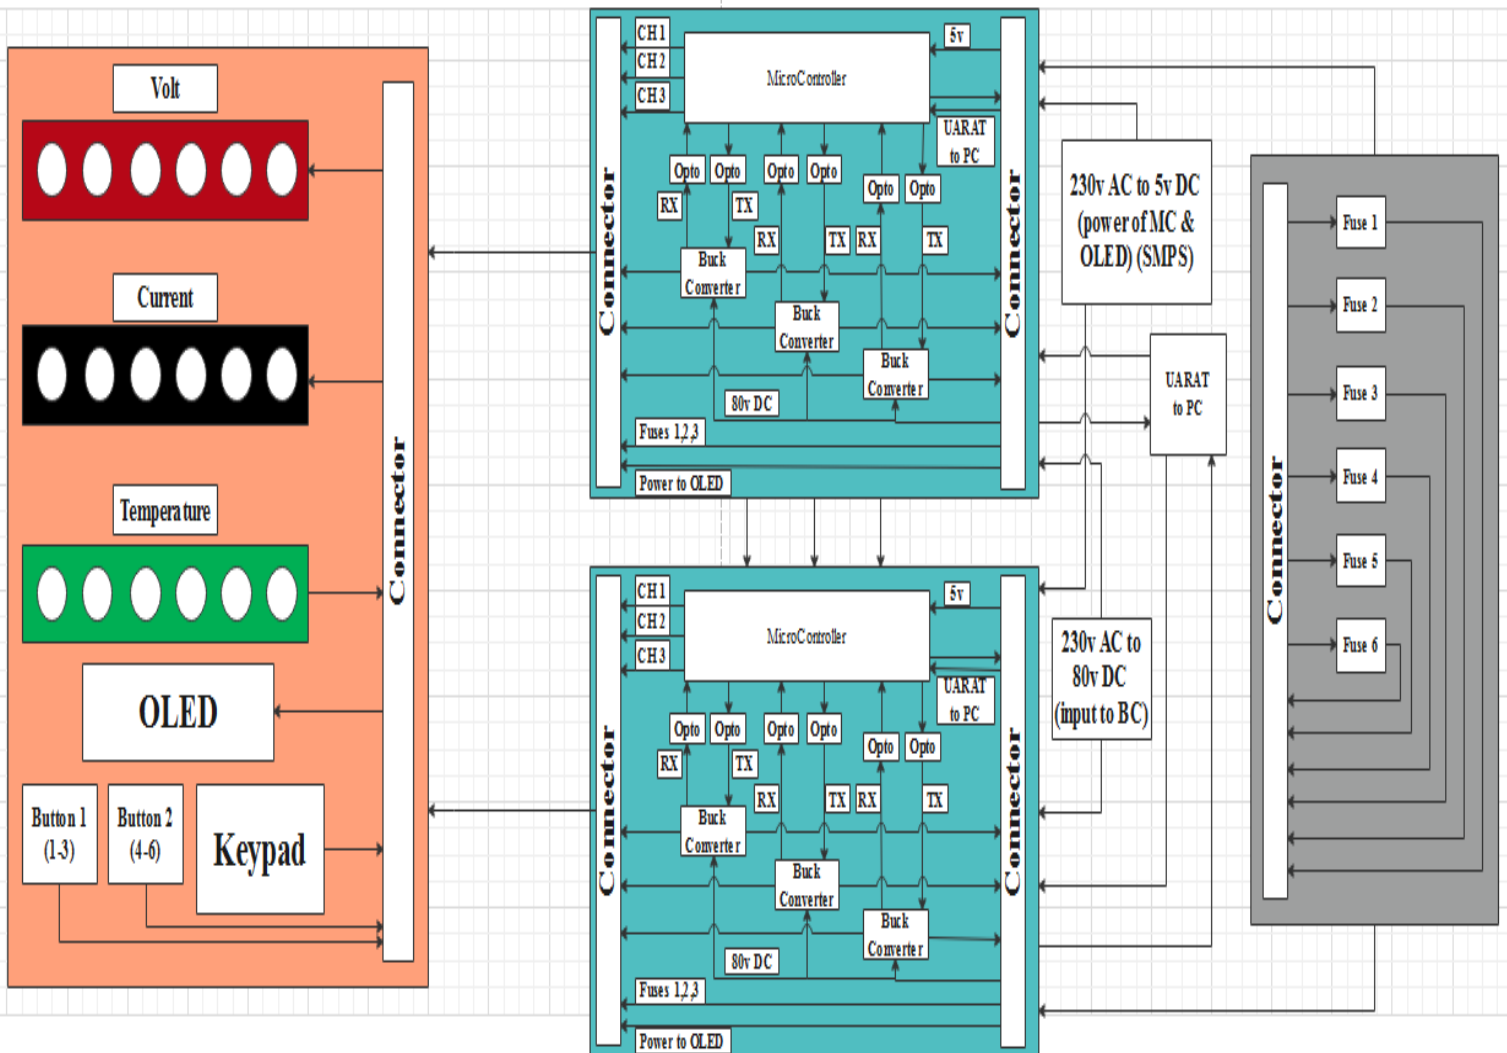 Volt
Current
Temperature
OLED
Button 1
(1-3)
Button 2
(4-6)
Keypad
Connector
Connector
CH1
CH2
CH3
MicroController
5v
UARAT
to PC
Opto
Opto
Opto
Opto
Opto
Opto
RX
TX
RX
TX
RX
TX
Buck
Converter
Buck
Converter
Buck
Converter
80v DC
Fuses 1,2,3
Power to OLED
Connector
Connector
CH1
CH2
CH3
MicroController
5v
UARAT
to PC
Opto
Opto
Opto
Opto
Opto
Opto
RX
TX
RX
TX
RX
TX
Buck
Converter
Buck
Converter
Buck
Converter
80v DC
Fuses 1,2,3
Power to OLED
Connector
230v AC to 5v DC
(power of MC &
OLED) (SMPS)
UARAT
to PC
230v AC to
80v DC
(input to BC)
Connector
Fuse 1
Fuse 2
Fuse 3
Fuse 4
Fuse 5
Fuse 6